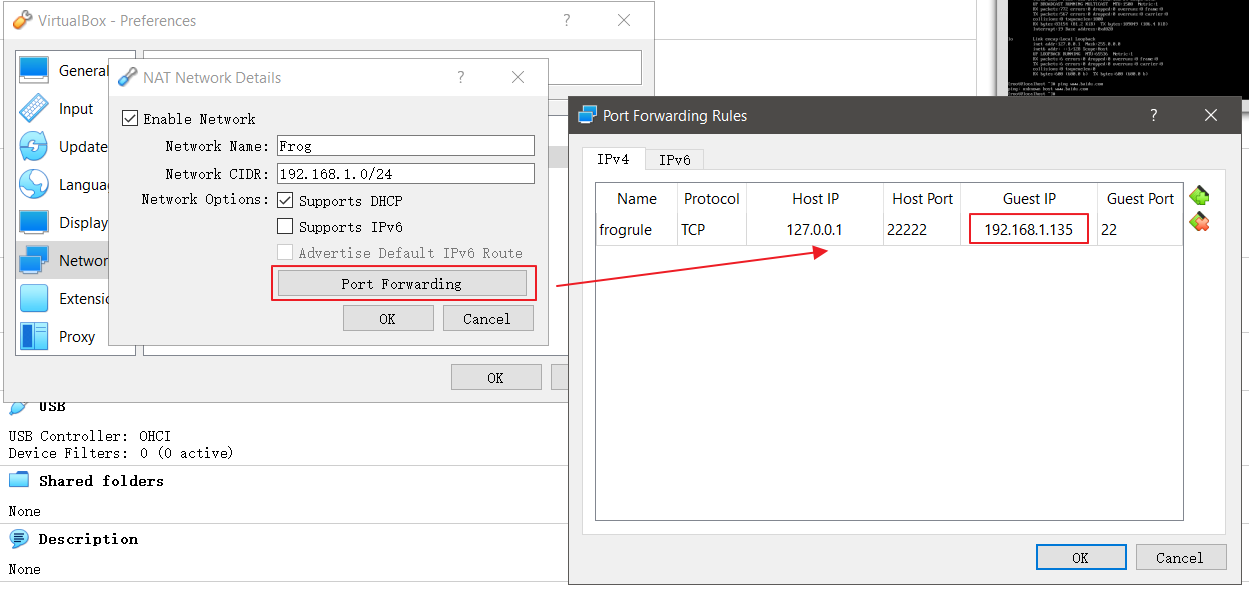 VirtualBox - Preferences
?
General
Input
Update
Langua
Display
Networ
Extensio
Proxy
OK
NAT Network Details
?
Enable Network
Network Name: Frog
Network CIDR: 192.168.1.0/24
Network Options: Supports DHCP
Supports IPv6
Advertise Default IPv6 Route
Port Forwarding
OK Cancel
Port Forwarding Rules
?
IPv4 IPv6
Name Protocol Host IP Host Port Guest IP Guest Port
frogrule TCP 127.0.0.1 22222 192.168.1.135 22
OK Cancel
USB
USB Controller: OHCI
Device Filters: 0 (0 active)
Shared folders
None
Description
None